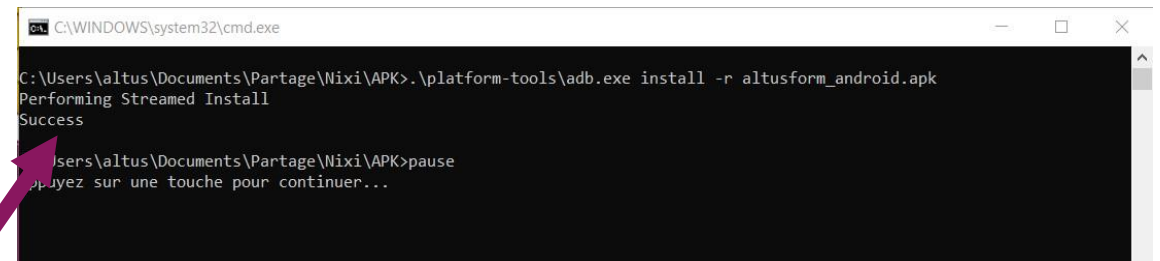 C:\WINDOWS\system32\cmd.exe
C:\Users\altus\Documents\Partage\Nixi\APK>.\platform-tools\adb.exe install -r altusform_android.apk
Performing Streamed Install
Success
sers\altus\Documents\Partage\Nixi\APK>pause
ppuyez sur une touche pour continuer...